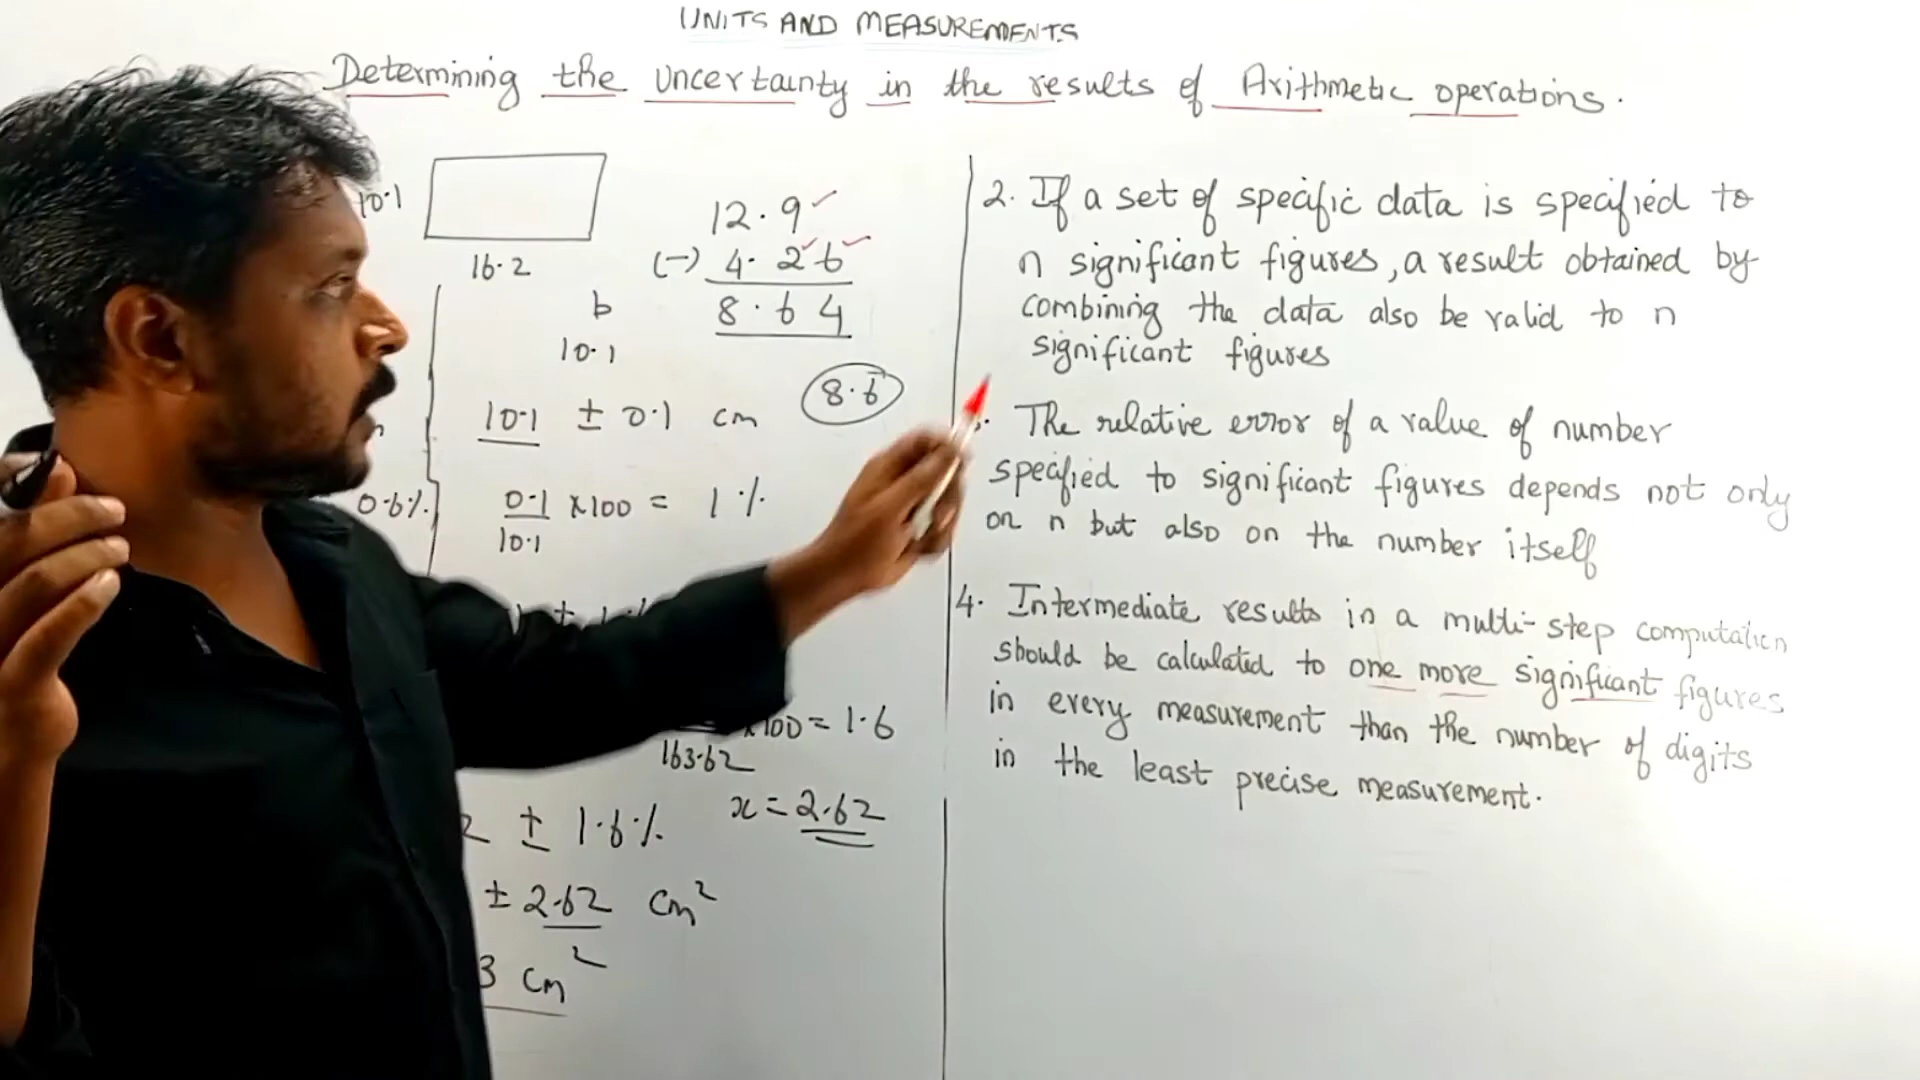 UNITS AND MEASUREMENTS
Determining the uncertainty in the results of Arithmetic operations.
10.1
16.2
12.9
(-) 4.26
8.64
8.6
b
10.1
10.1 ± 0.1 cm
0.6%
0.1 ×100 = 1 %
10.1
×100 = 1.6
163.62
x = 2.62
2 ± 1.6%
± 2.62 cm²
3 cm²
2. If a set of specific data is specified to
n significant figures, a result obtained by
combining the data also be valid to n
significant figures
The relative error of a value of number
specified to significant figures depends not only
on n but also on the number itself
4. Intermediate results in a multi-step computation
should be calculated to one more significant figures
in every measurement than the number of digits
in the least precise measurement.